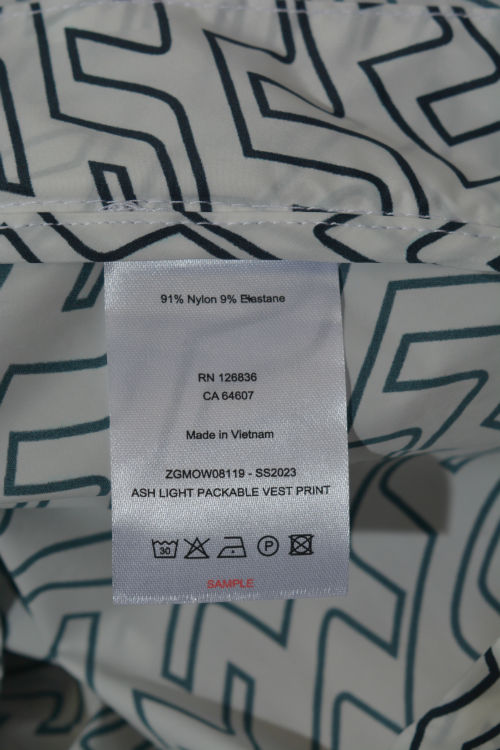 91% Nylon 9% Elastane
RN 126836
CA 64607
Made in Vietnam
ZGMOW08119 - SS2023
ASH LIGHT PACKABLE VEST PRINT
30 P
SAMPLE